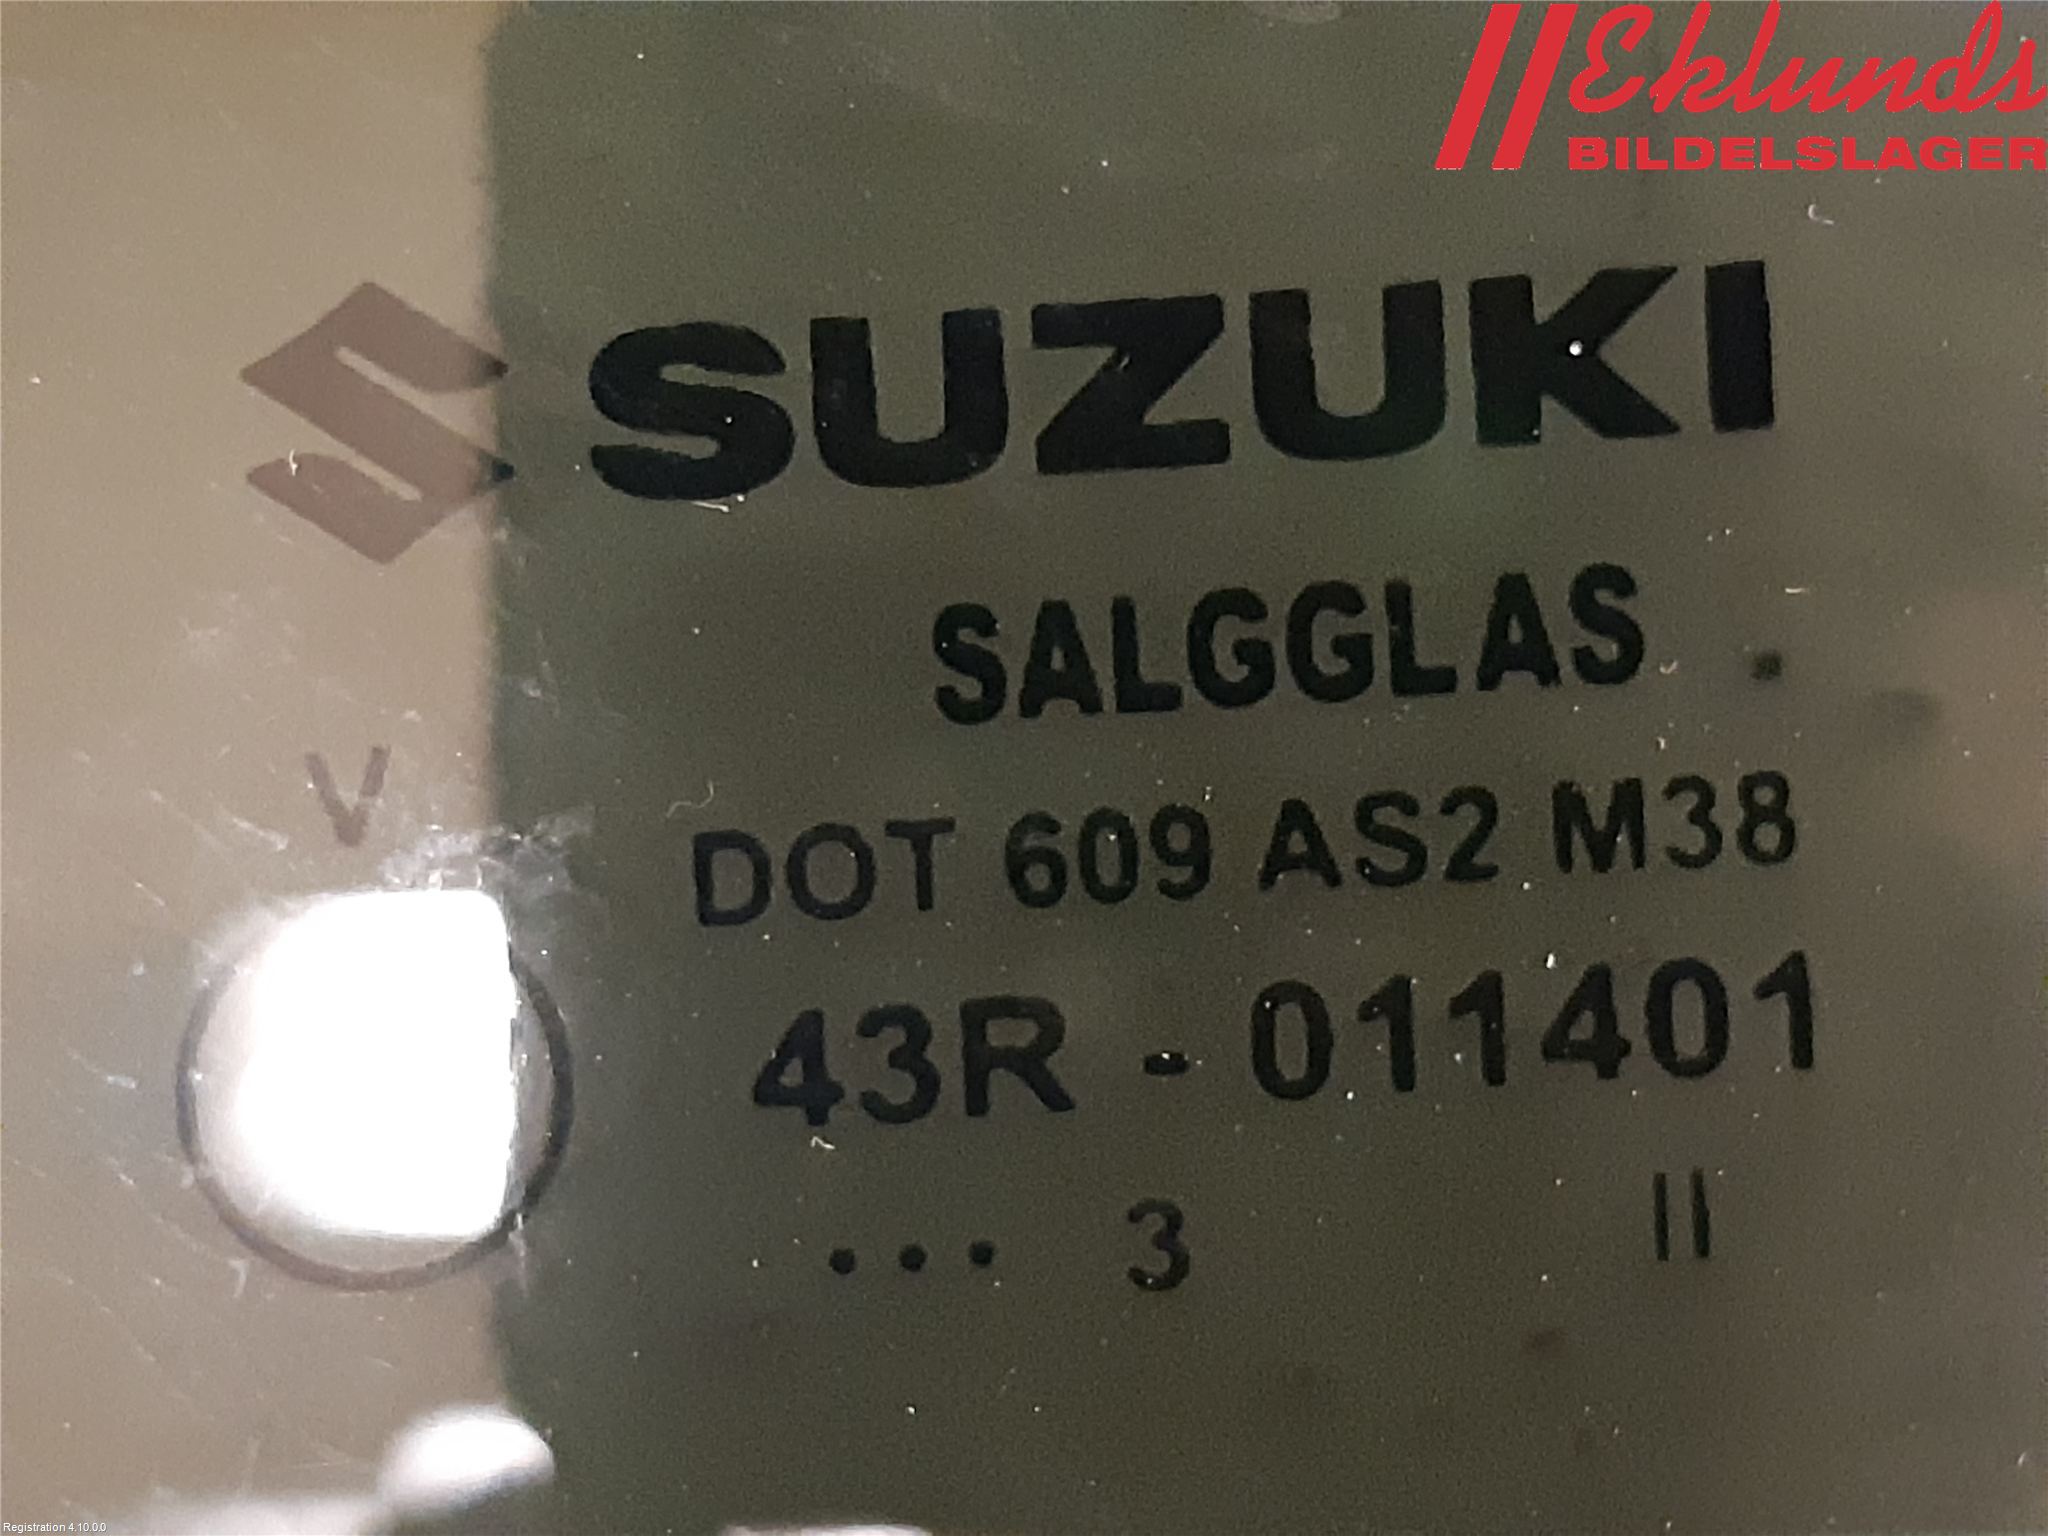 Eklunds
BILDELSLAGER
SUZUKI
SALGGLAS
V
DOT 609 AS2 M38
43R - 011401
... 3 II
Registration 4.10.0.0